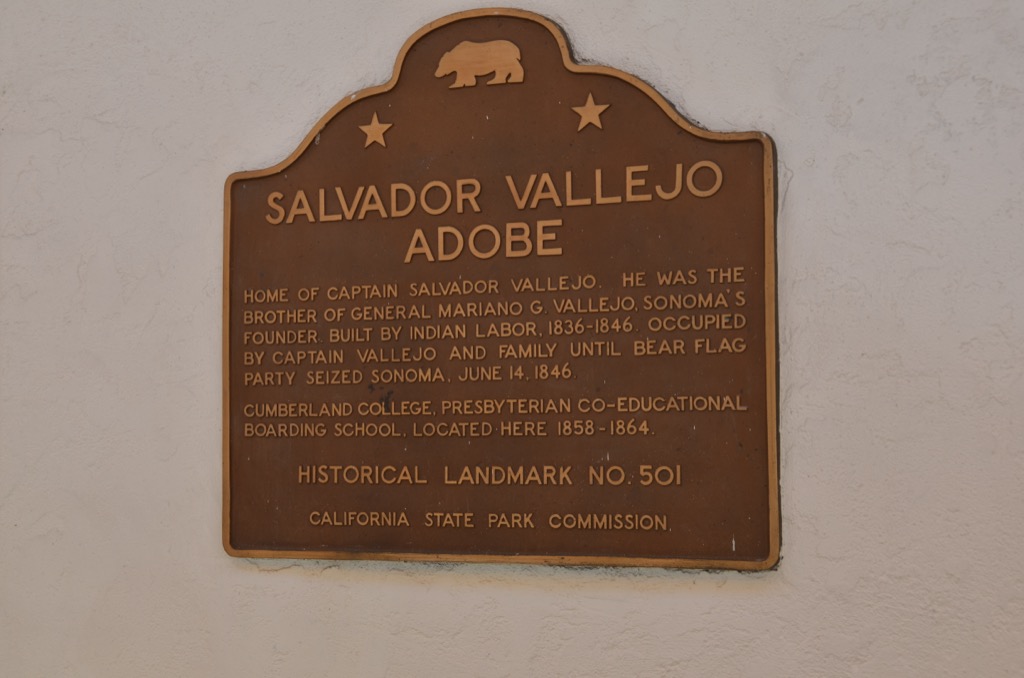 SALVADOR VALLEJO
ADOBE
HOME OF CAPTAIN SALVADOR VALLEJO. HE WAS THE
BROTHER OF GENERAL MARIANO G. VALLEJO, SONOMA'S
FOUNDER. BUILT BY INDIAN LABOR, 1836-1846. OCCUPIED
BY CAPTAIN VALLEJO AND FAMILY UNTIL BEAR FLAG
PARTY SEIZED SONOMA, JUNE 14, 1846.
CUMBERLAND COLLEGE, PRESBYTERIAN CO-EDUCATIONAL
BOARDING SCHOOL, LOCATED HERE 1858-1864.
HISTORICAL LANDMARK NO. 501
CALIFORNIA STATE PARK COMMISSION.